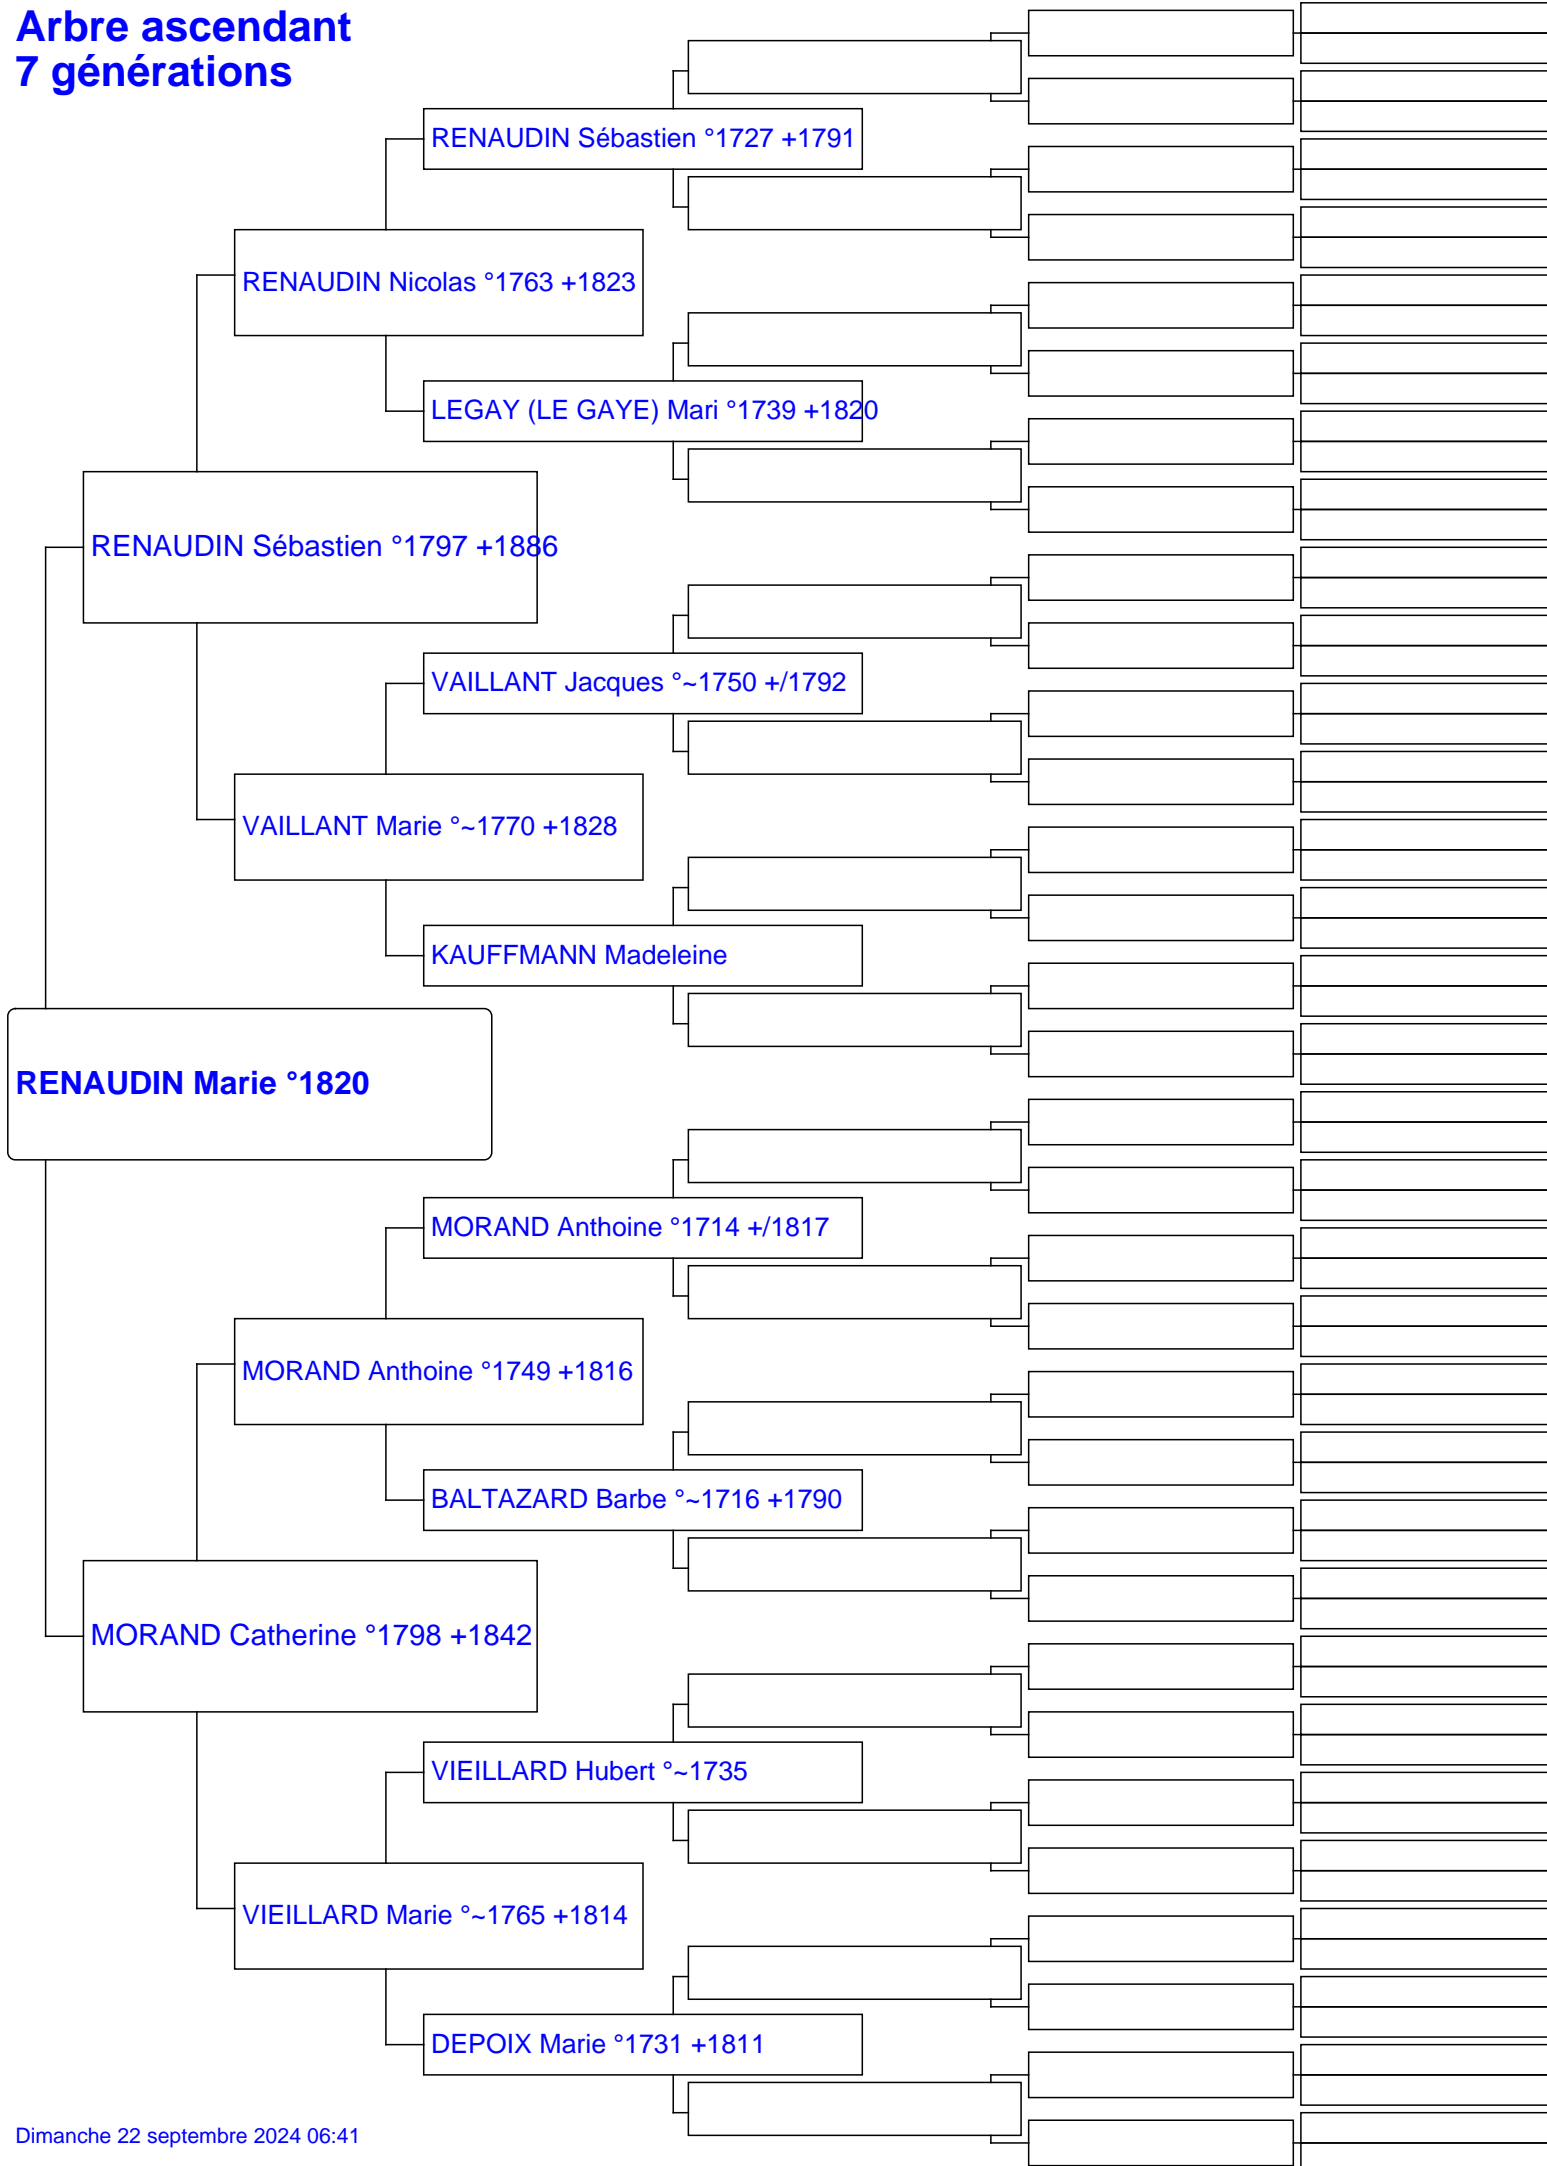 Arbre ascendant
7 générations
RENAUDIN Sébastien °1727 +1791
RENAUDIN Nicolas °1763 +1823
LEGAY (LE GAYE) Mari °1739 +1820
RENAUDIN Sébastien °1797 +1886
VAILLANT Jacques °~1750 +/1792
VAILLANT Marie °~1770 +1828
KAUFFMANN Madeleine
RENAUDIN Marie °1820
MORAND Anthoine °1714 +/1817
MORAND Anthoine °1749 +1816
BALTAZARD Barbe °~1716 +1790
MORAND Catherine °1798 +1842
VIEILLARD Hubert °~1735
VIEILLARD Marie °~1765 +1814
DEPOIX Marie °1731 +1811
Dimanche 22 septembre 2024 06:41